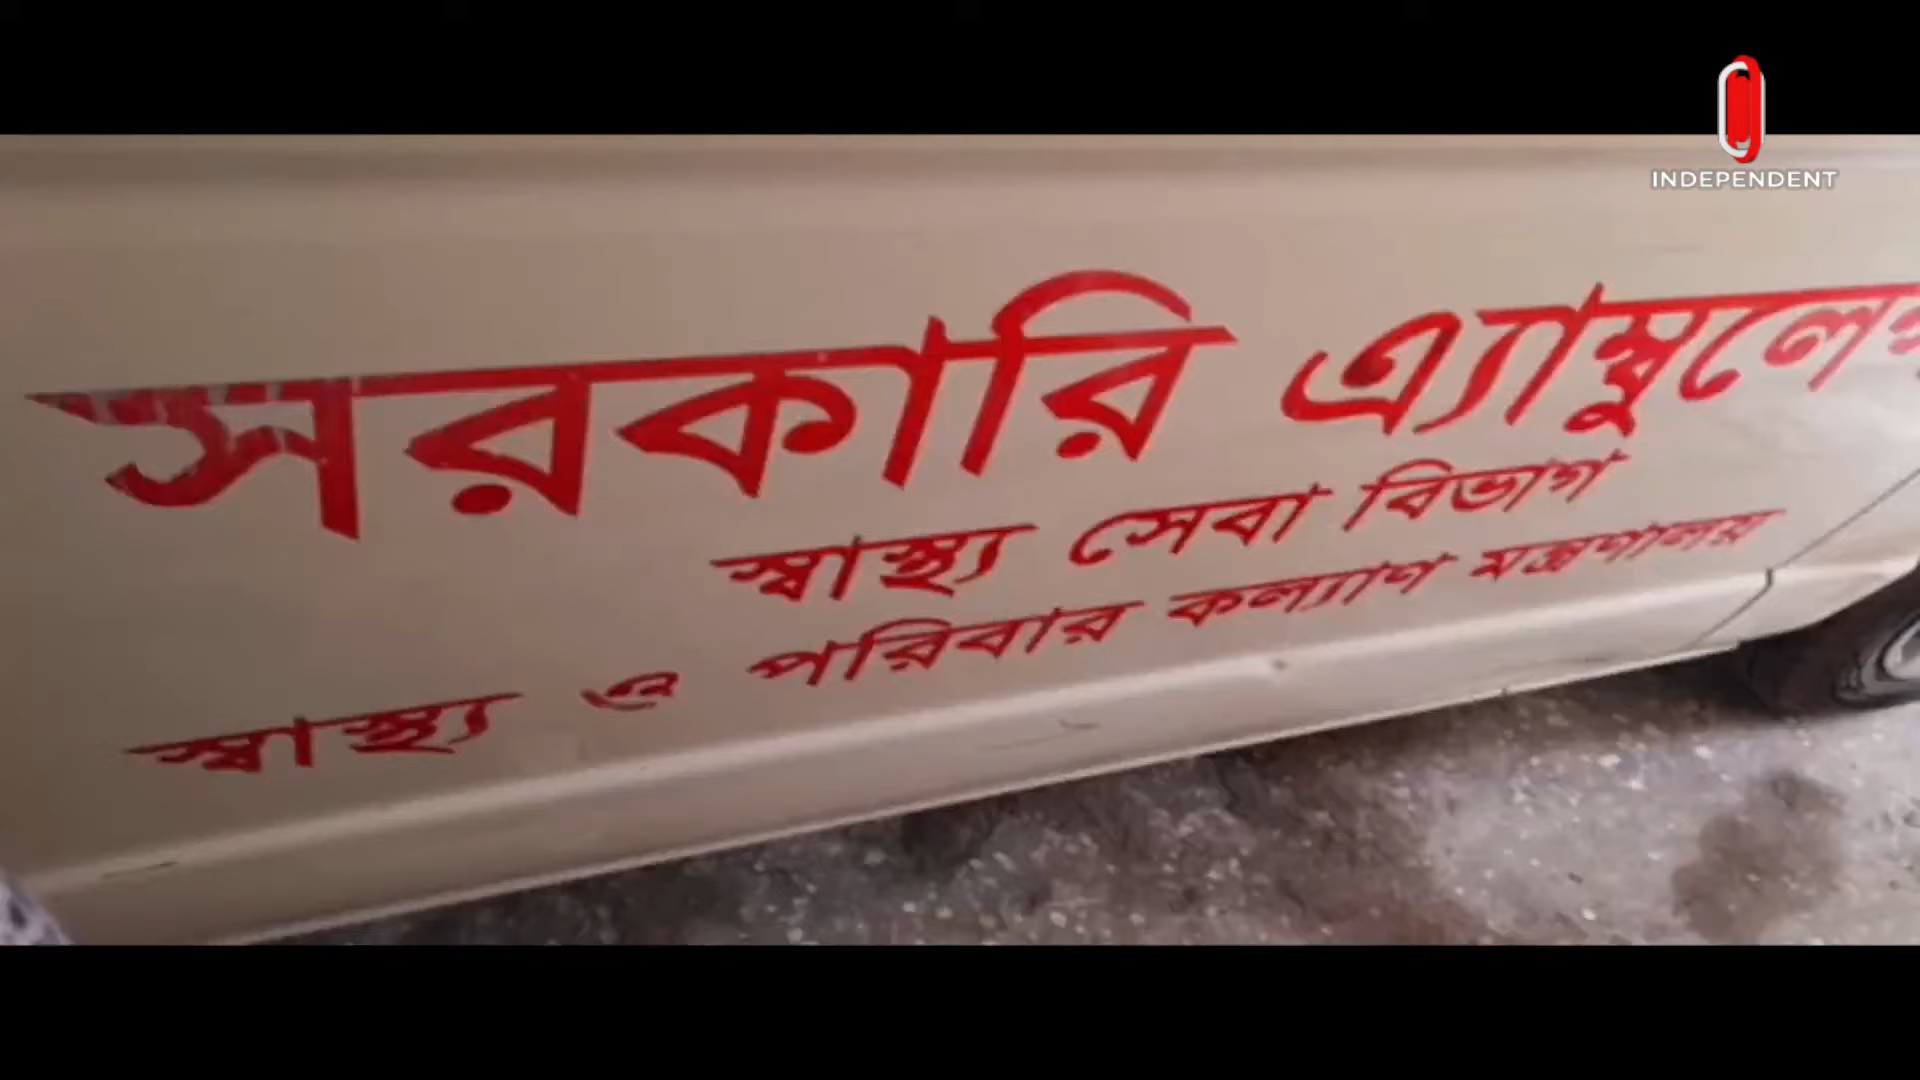 INDEPENDENT
সরকারি এ্যাম্বুলেন্স
স্বাস্থ্য সেবা বিভাগ
স্বাস্থ্য ও পরিবার কল্যাণ মন্ত্রণালয়